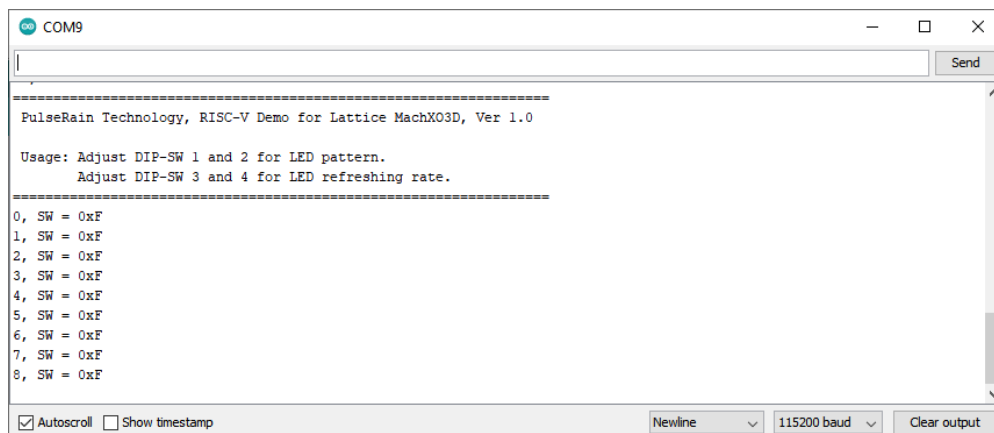 COM9
Send
===================================================================
PulseRain Technology, RISC-V Demo for Lattice MachXO3D, Ver 1.0
Usage: Adjust DIP-SW 1 and 2 for LED pattern.
Adjust DIP-SW 3 and 4 for LED refreshing rate.
===================================================================
0, SW = 0xF
1, SW = 0xF
2, SW = 0xF
3, SW = 0xF
4, SW = 0xF
5, SW = 0xF
6, SW = 0xF
7, SW = 0xF
8, SW = 0xF
Autoscroll Show timestamp Newline 115200 baud Clear output